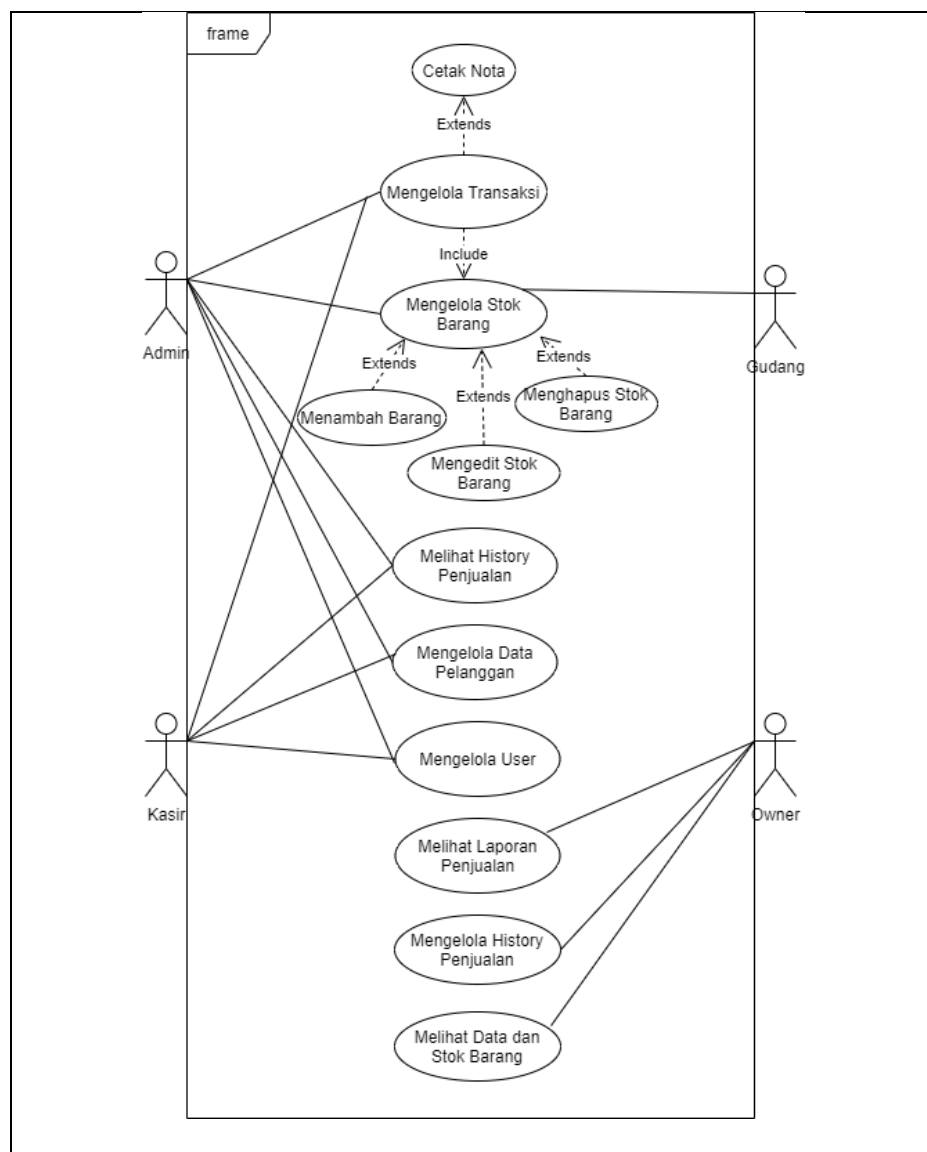 frame
Cetak Nota
Extends
Mengelola Transaksi
Include
Mengelola Stok
Barang
Admin
Gudang
Extends
Extends
Extends
Menambah Barang
Menghapus Stok
Barang
Mengedit Stok
Barang
Melihat History
Penjualan
Mengelola Data
Pelanggan
Mengelola User
Kasir
Owner
Melihat Laporan
Penjualan
Mengelola History
Penjualan
Melihat Data dan
Stok Barang